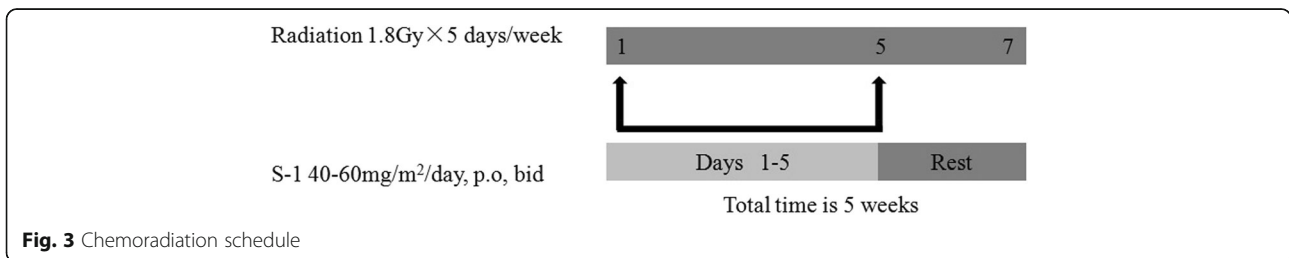 Radiation 1.8Gy×5 days/week
1 5 7
S-1 40-60mg/m²/day, p.o, bid
Days 1-5 Rest
Total time is 5 weeks
Fig. 3 Chemoradiation schedule